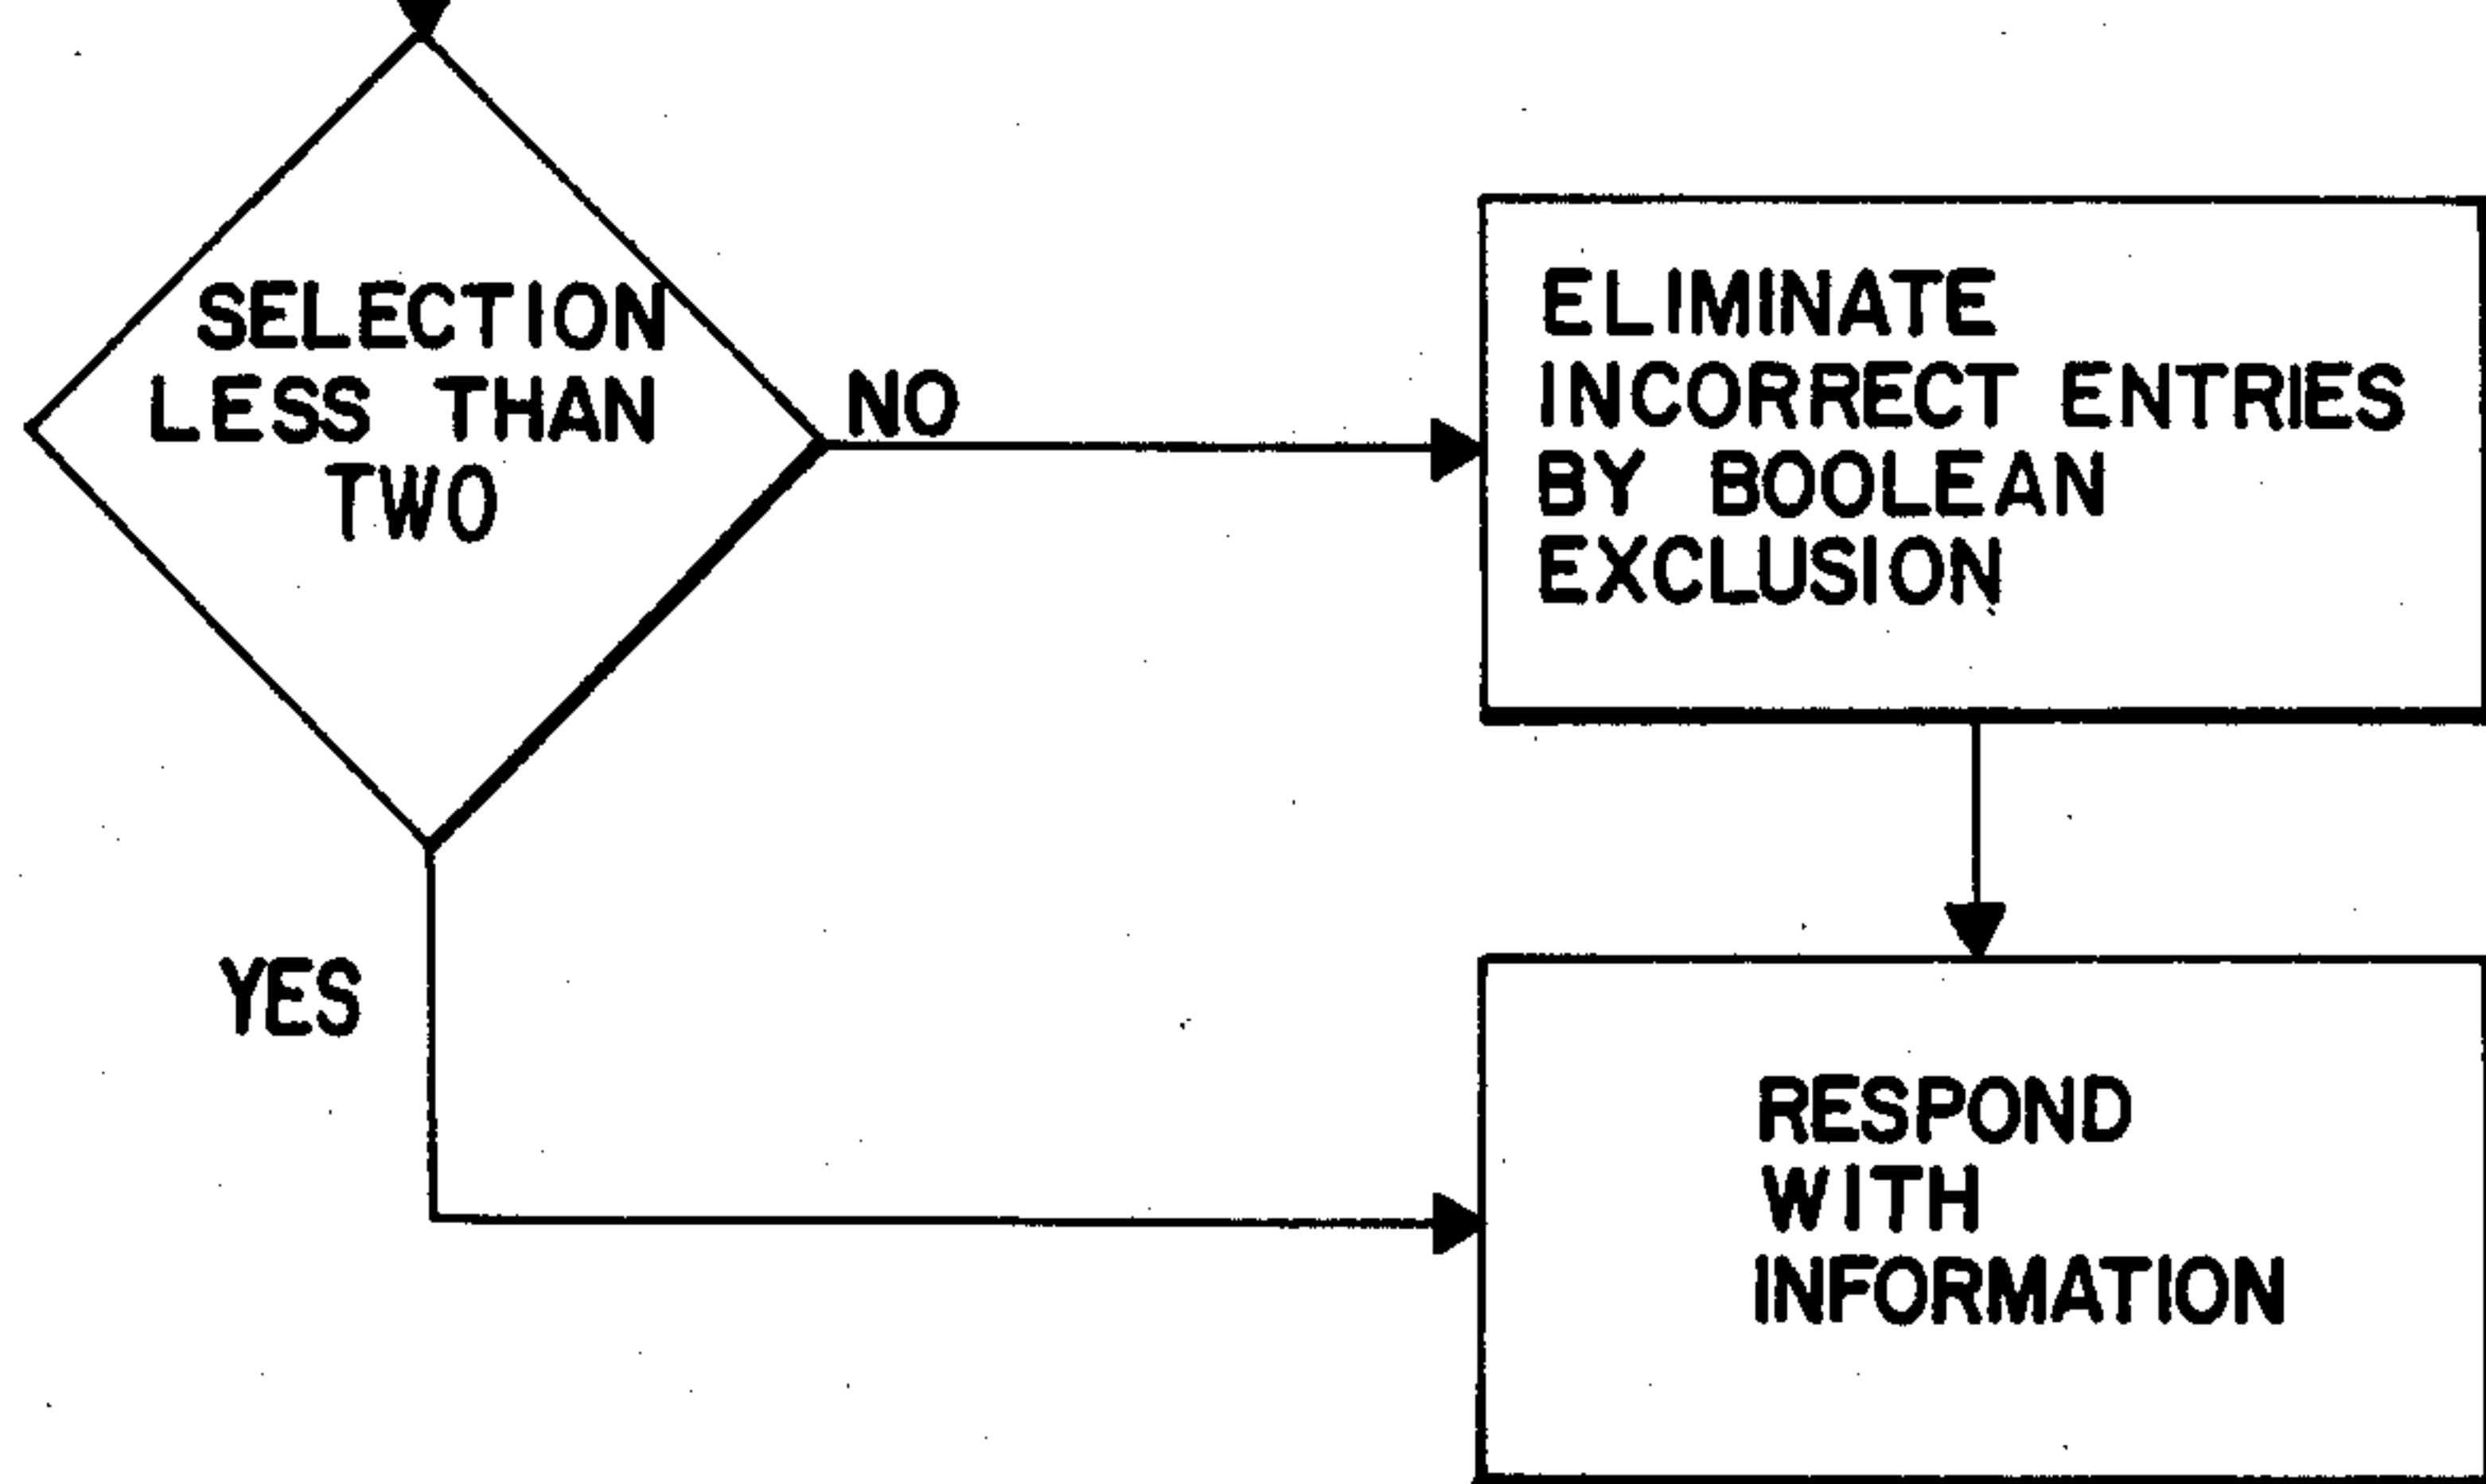 SELECTION
LESS THAN
TWO
NO
ELIMINATE
INCORRECT ENTRIES
BY BOOLEAN
EXCLUSION
YES
RESPOND
WITH
INFORMATION